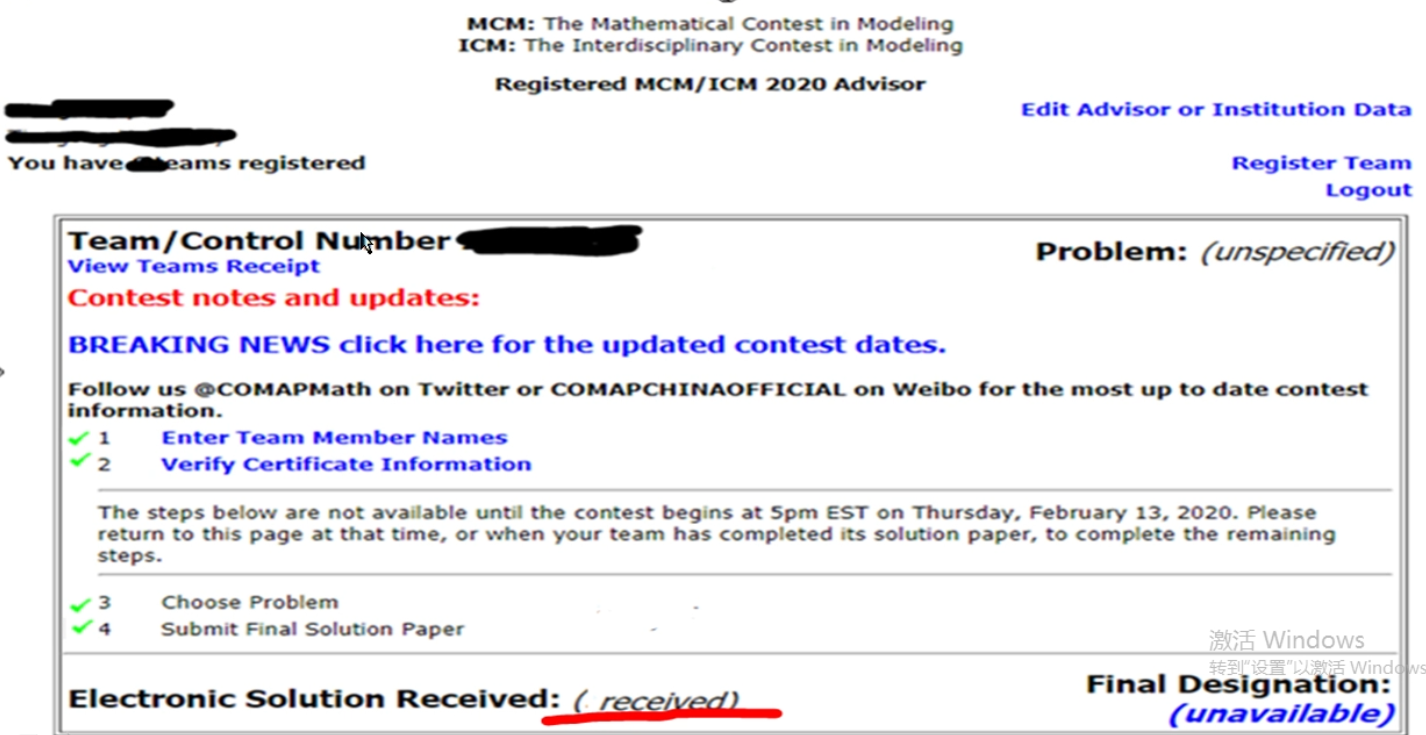 MCM: The Mathematical Contest in Modeling
ICM: The Interdisciplinary Contest in Modeling
Registered MCM/ICM 2020 Advisor
Edit Advisor or Institution Data
You have eams registered
Register Team
Logout
Team/Control Number
Problem: (unspecified)
View Teams Receipt
Contest notes and updates:
BREAKING NEWS click here for the updated contest dates.
Follow us @COMAPMath on Twitter or COMAPCHINAOFFICIAL on Weibo for the most up to date contest
information.
1 Enter Team Member Names
2 Verify Certificate Information
The steps below are not available until the contest begins at 5pm EST on Thursday, February 13, 2020. Please
return to this page at that time, or when your team has completed its solution paper, to complete the remaining
steps.
3 Choose Problem
4 Submit Final Solution Paper
激活 Windows
转到"设置"以激活 Windows
Electronic Solution Received: ( received)
Final Designation:
(unavailable)